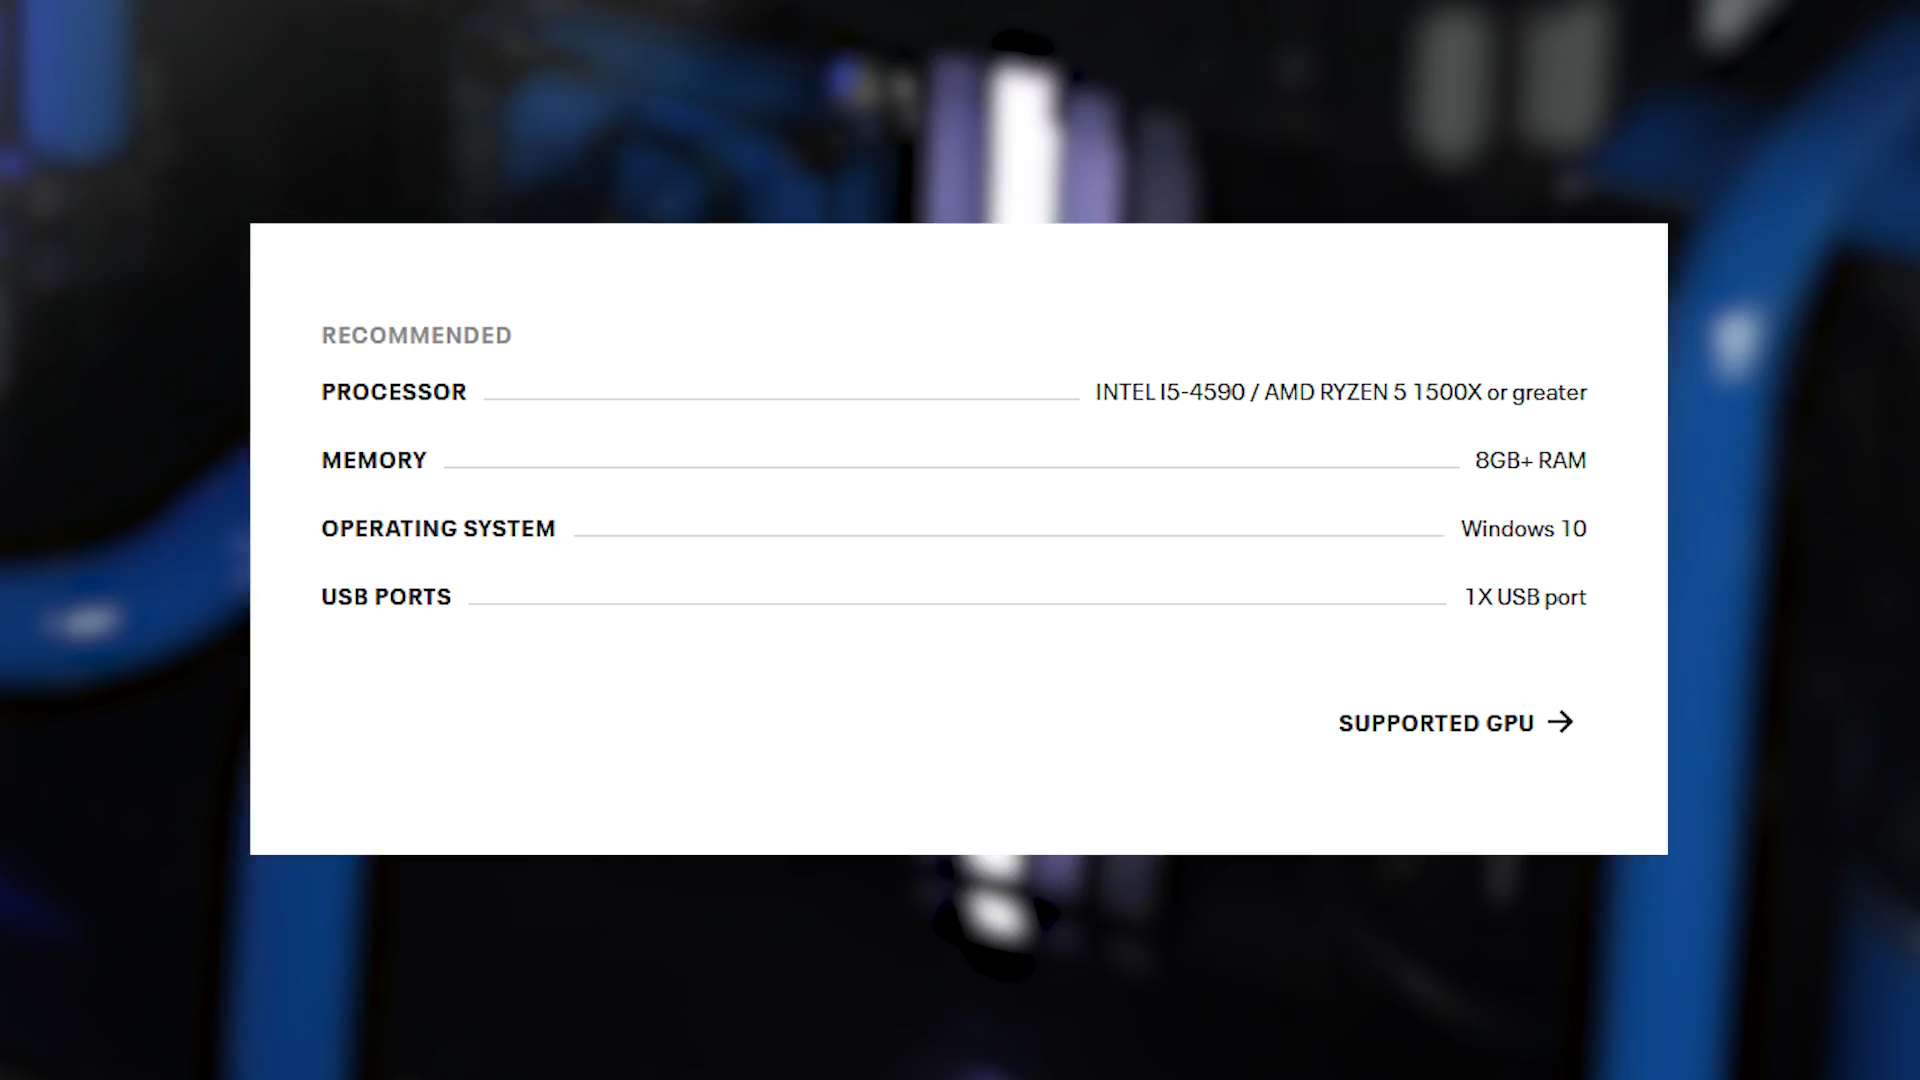 RECOMMENDED
PROCESSOR INTEL I5-4590 / AMD RYZEN 5 1500X or greater
MEMORY 8GB+ RAM
OPERATING SYSTEM Windows 10
USB PORTS 1X USB port
SUPPORTED GPU →